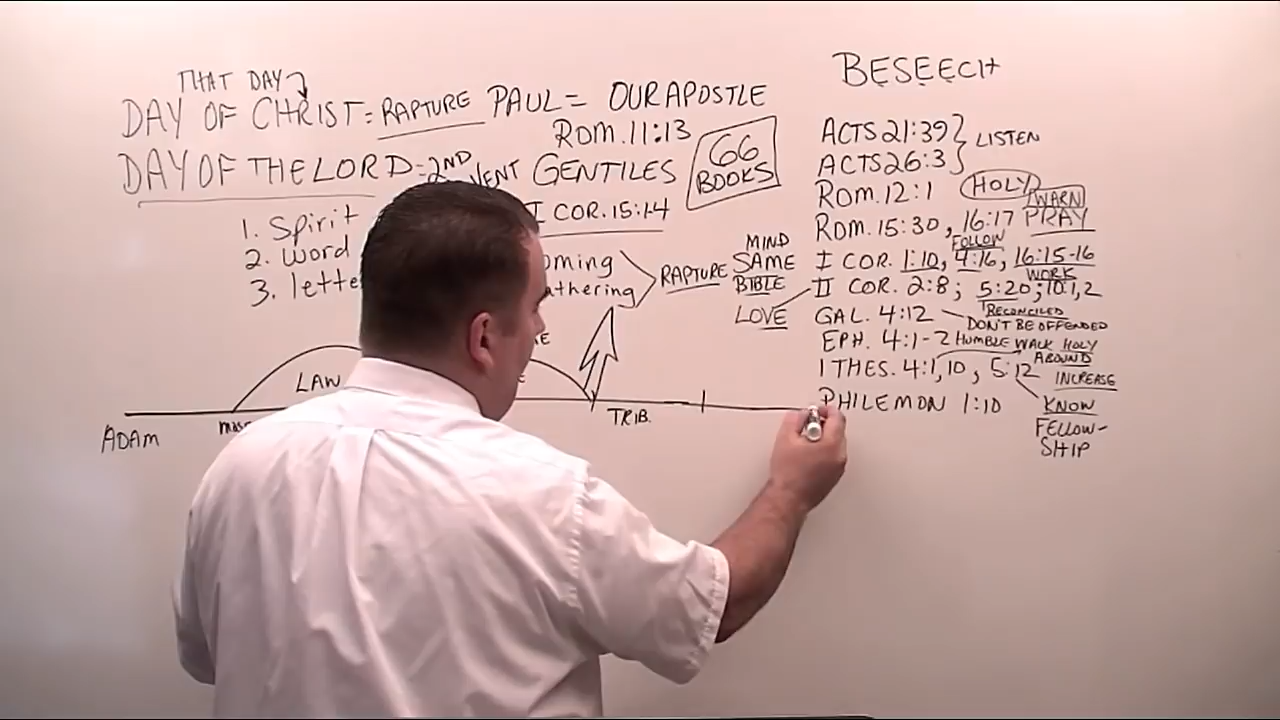 THAT DAY
DAY OF CHRIST = RAPTURE PAUL = OUR APOSTLE
ROM. 11:13
DAY OF THE LORD = 2ND
GENTILES
66
BOOKS
1. Spirit
I COR. 15:1-4
2. word
3.
RAPTURE
LAW
ADAM
TRIB.
BESEECH
ACTS 21:39
ACTS 26:3
LISTEN
ROM. 12:1 HOLY
WARN
ROM. 15:30, 16:17 PRAY
FOLLOW
MIND
SAME
BIBLE
LOVE
I COR. 1:10, 4:16, 16:15-16
WORK
II COR. 2:8; 5:20; 10:1,2
RECONCILED
GAL. 4:12
DON'T BE OFFENDED
EPH. 4:1-2 HUMBLE WALK HOLY
ABOUND
I THES. 4:1,10, 5:12
INCREASE
PHILEMON 1:10
KNOW
FELLOW-
SHIP